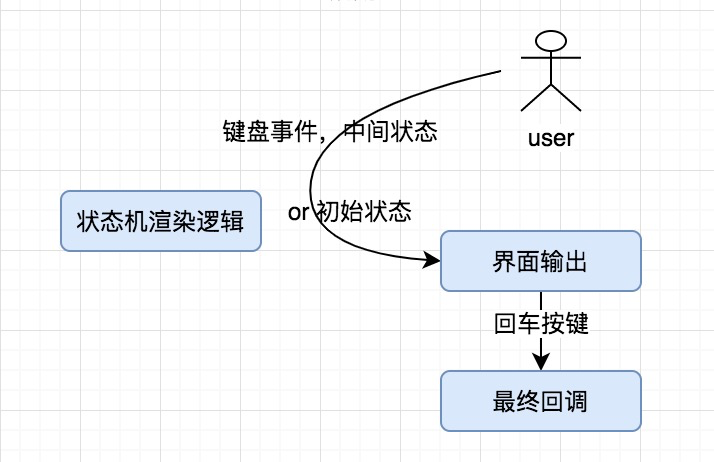 user
键盘事件，中间状态
or 初始状态
状态机渲染逻辑
界面输出
回车按键
最终回调